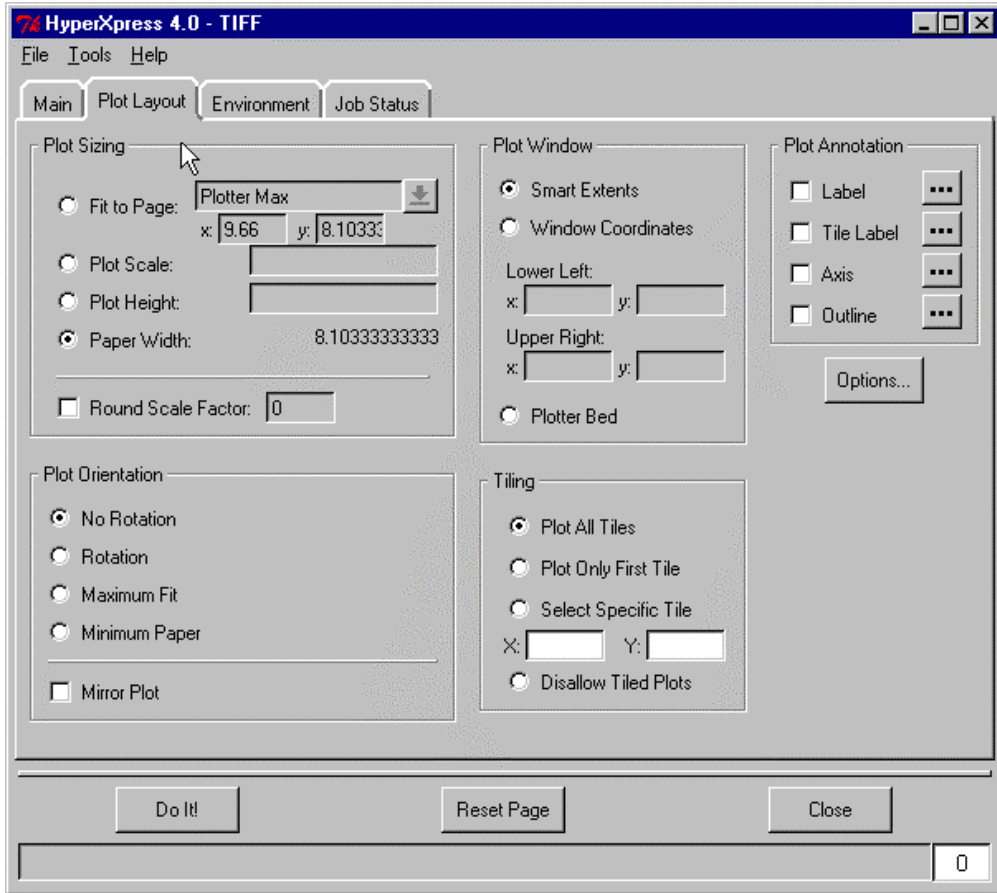 HyperXpress 4.0 - TIFF
File Tools Help
Main Plot Layout Environment Job Status
Plot Sizing
Fit to Page: Plotter Max
x: 9.66 y: 8.1033
Plot Scale:
Plot Height:
Paper Width: 8.10333333333
Round Scale Factor: 0
Plot Window
Smart Extents
Window Coordinates
Lower Left:
x: y:
Upper Right:
x: y:
Plotter Bed
Plot Annotation
Label ...
Tile Label ...
Axis ...
Outline ...
Options...
Plot Orientation
No Rotation
Rotation
Maximum Fit
Minimum Paper
Mirror Plot
Tiling
Plot All Tiles
Plot Only First Tile
Select Specific Tile
X: Y:
Disallow Tiled Plots
Do It! Reset Page Close
0